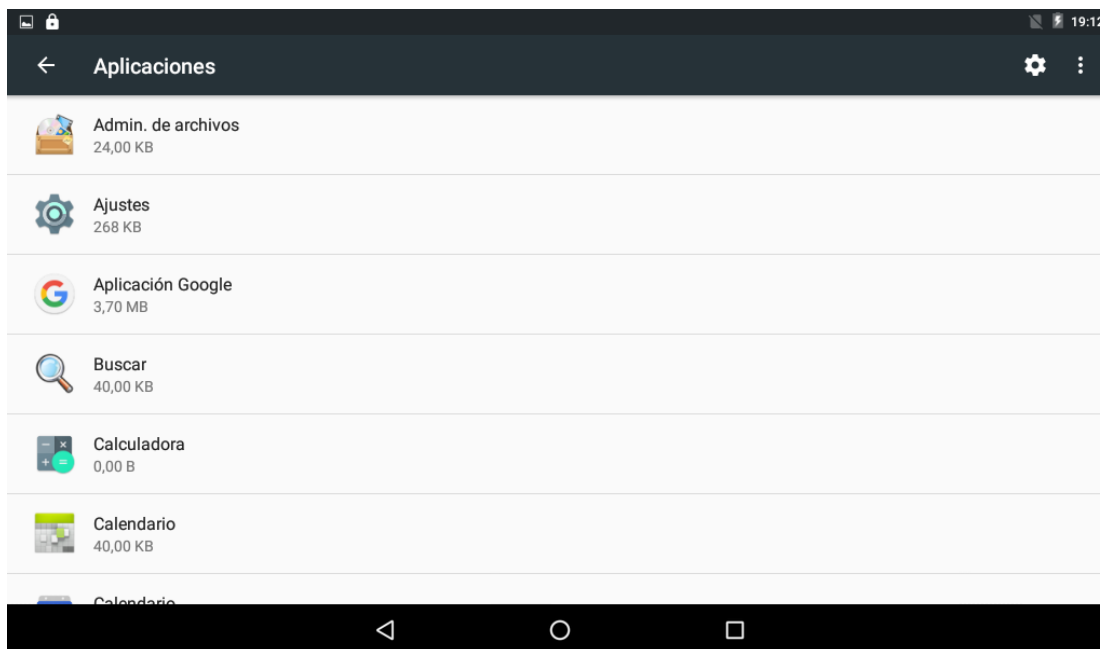 19:12
Aplicaciones
Admin. de archivos
24,00 KB
Ajustes
268 KB
Aplicación Google
3,70 MB
Buscar
40,00 KB
Calculadora
0,00 B
Calendario
40,00 KB
Calendario